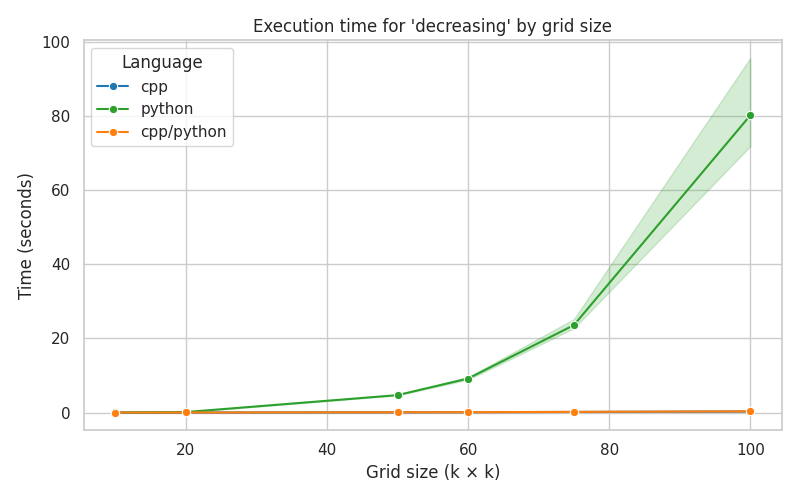 Execution time for 'decreasing' by grid size
Time (seconds)
100
80
60
40
20
0
Language
cpp
python
cpp/python
20
40
60
80
100
Grid size (k × k)